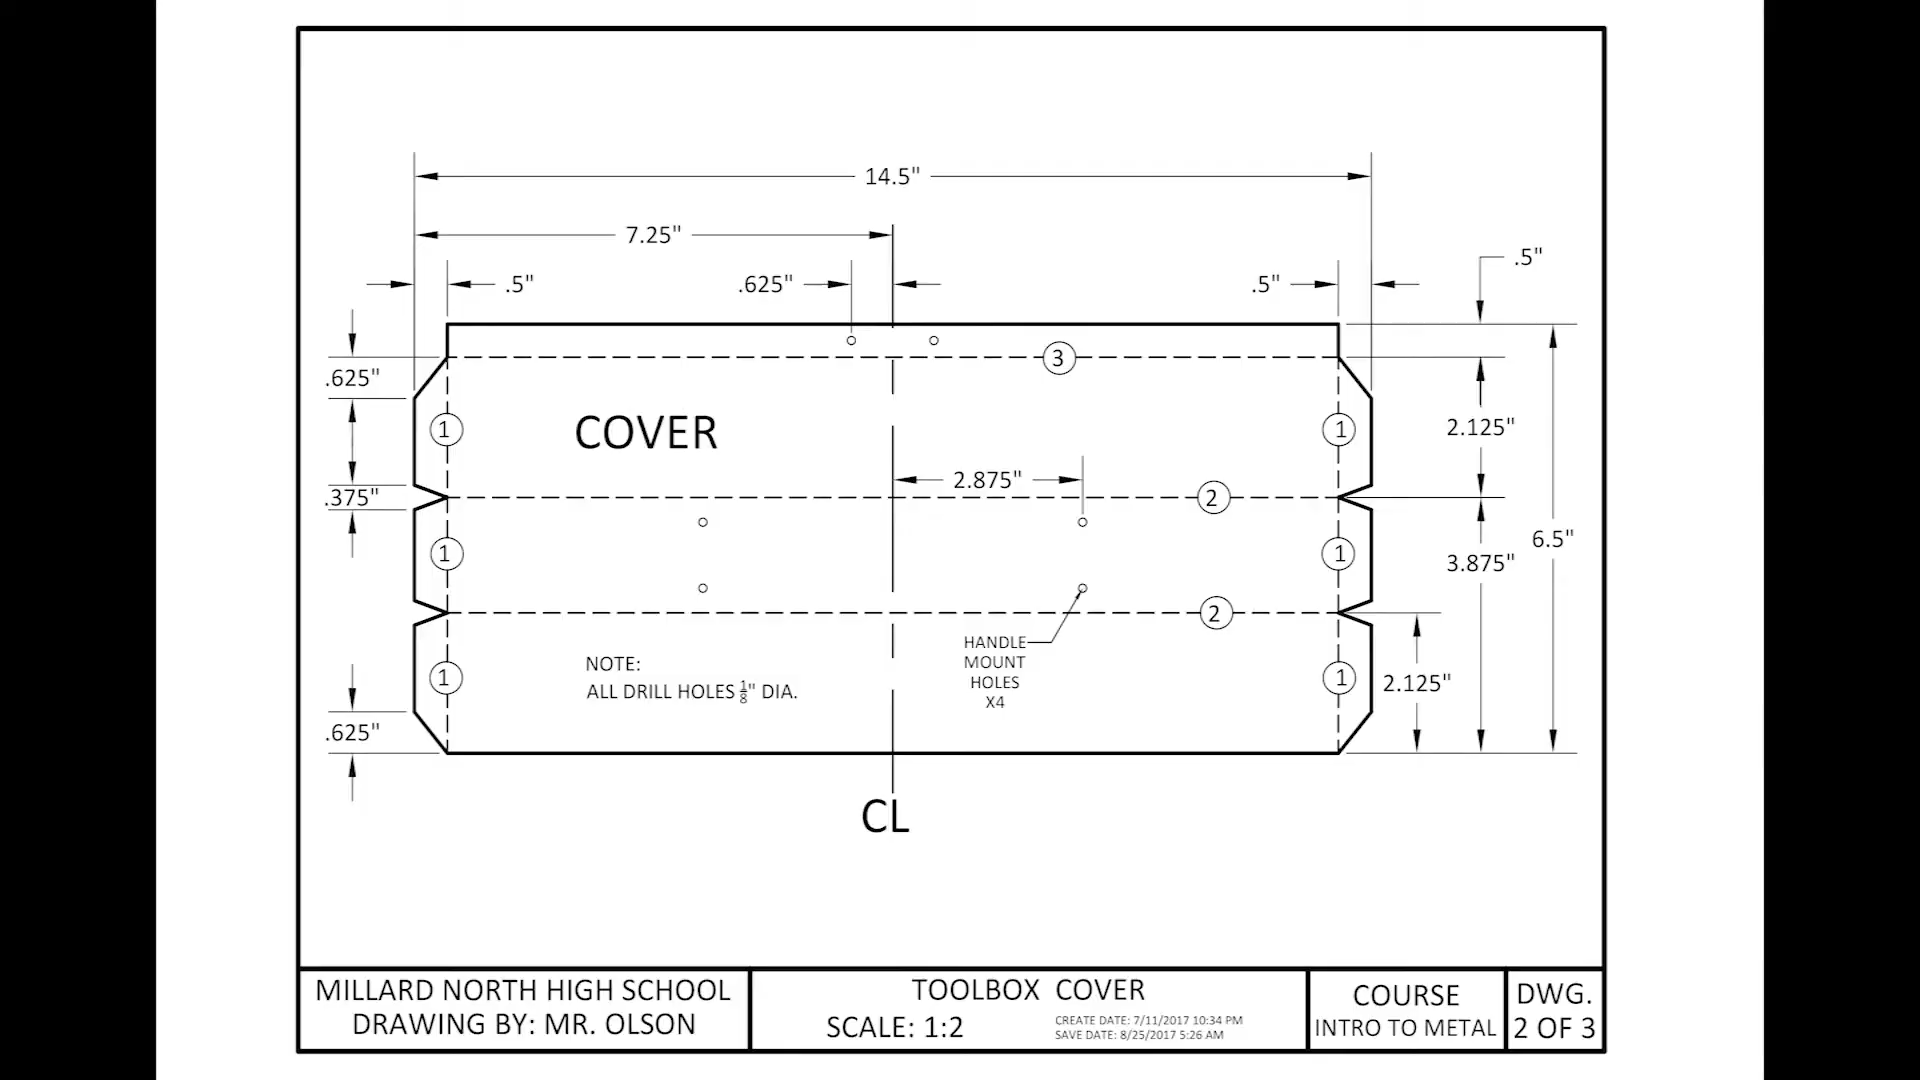 14.5"
7.25"
.5"
.625"
.5"
.5"
.625"
3
COVER
1
1
2.125"
2.875"
.375"
2
6.5"
1
1
3.875"
2
HANDLE
MOUNT
HOLES
X4
NOTE:
ALL DRILL HOLES 1/8" DIA.
1
1
2.125"
.625"
CL
MILLARD NORTH HIGH SCHOOL
DRAWING BY: MR. OLSON
TOOLBOX COVER
SCALE: 1:2
CREATE DATE: 7/11/2017 10:34 PM
SAVE DATE: 8/25/2017 5:26 AM
COURSE
INTRO TO METAL
DWG.
2 OF 3